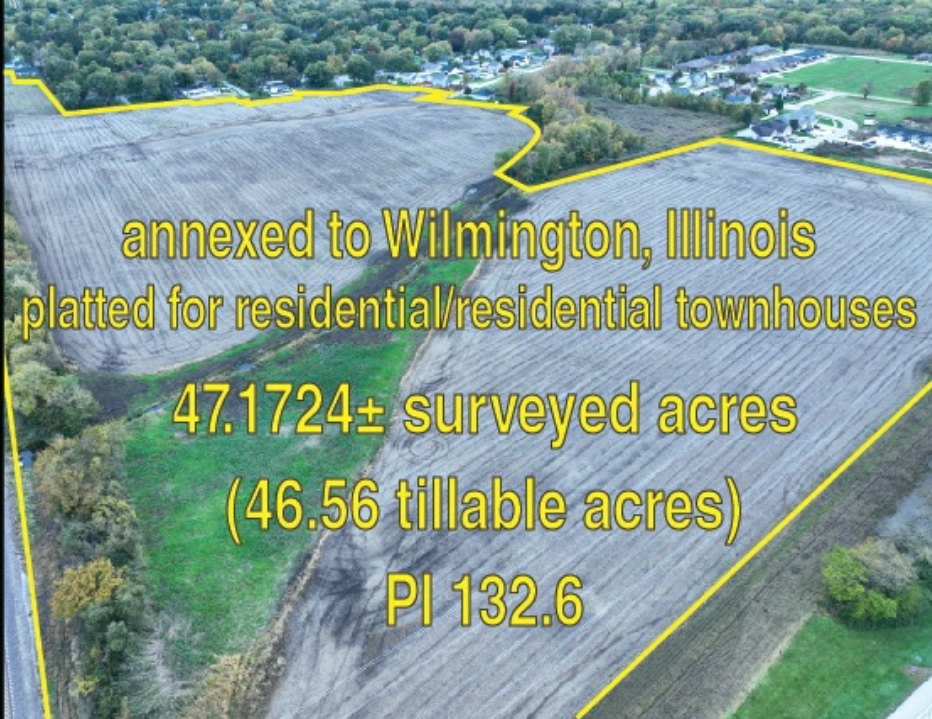 annexed to Wilmington, Illinois
platted for residential/residential townhouses
47.1724± surveyed acres
(46.56 tillable acres)
PI 132.6